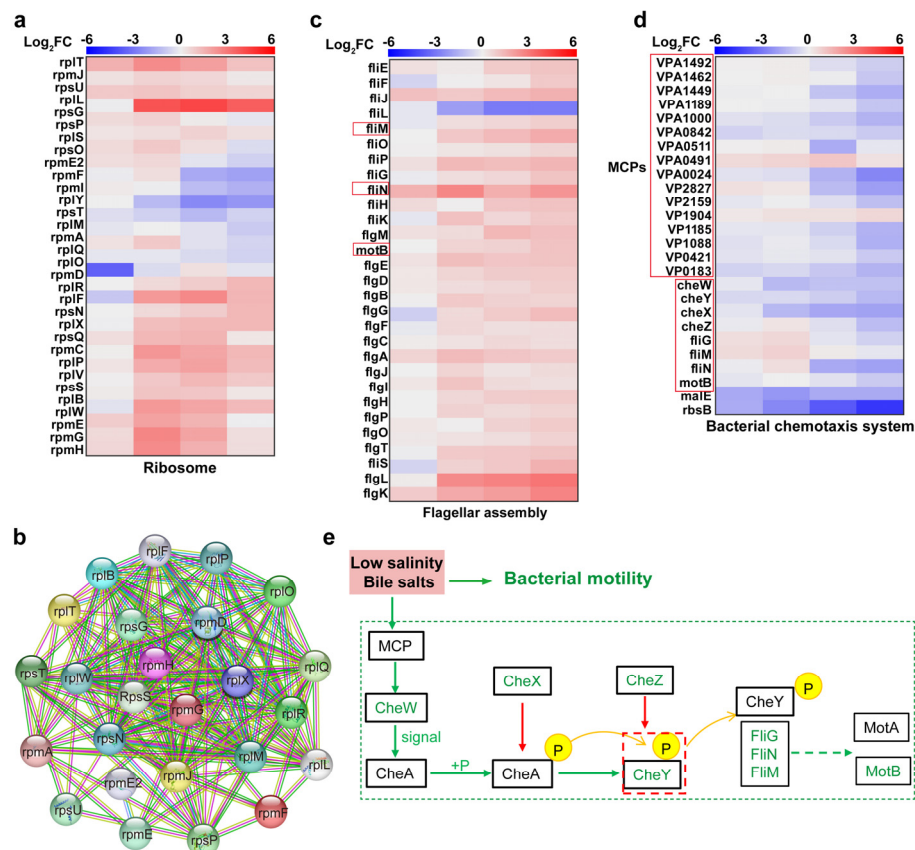 a
Log2FC
-6
-3
0
3
6
rplT
rpmJ
rpsU
rplL
rpsG
rpsP
rplS
rpsO
rpmE2
rpmF
rpmI
rplY
rpsT
rplM
rpmA
rplQ
rplO
rpmD
rplR
rplF
rpsN
rplX
rpsQ
rpmC
rplP
rplV
rpsS
rplB
rplW
rpmE
rpmG
rpmH
Ribosome
c
Log2FC
-6
-3
0
3
6
fliE
fliF
fliJ
fliL
fliM
fliO
fliP
fliG
fliN
fliH
fliK
flgM
motB
flgE
flgD
flgB
flgG
flgF
flgC
flgA
flgJ
flgI
flgH
flgP
flgO
flgT
fliS
flgL
flgK
Flagellar assembly
d
Log2FC
-6
-3
0
3
6
MCPs
VPA1492
VPA1462
VPA1449
VPA1189
VPA1000
VPA0842
VPA0511
VPA0491
VPA0024
VP2827
VP2159
VP1904
VP1185
VP1088
VP0421
VP0183
cheW
cheY
cheX
cheZ
fliG
fliM
fliN
motB
malE
rbsB
Bacterial chemotaxis system
b
rplF
rplP
rplB
rplO
rplT
rpsG
rpmD
rpmH
rplQ
rpsT
rplW
rplX
RpsS
rpmG
rplR
rpsN
rpmA
rplM
rplL
rpmJ
rpmE2
rpsU
rpmF
rpmE
rpsP
e
Low salinity
Bile salts
Bacterial motility
MCP
CheW
signal
CheA
+P
CheX
CheA
P
CheZ
P
CheY
CheY
P
FliG
FliN
FliM
MotA
MotB